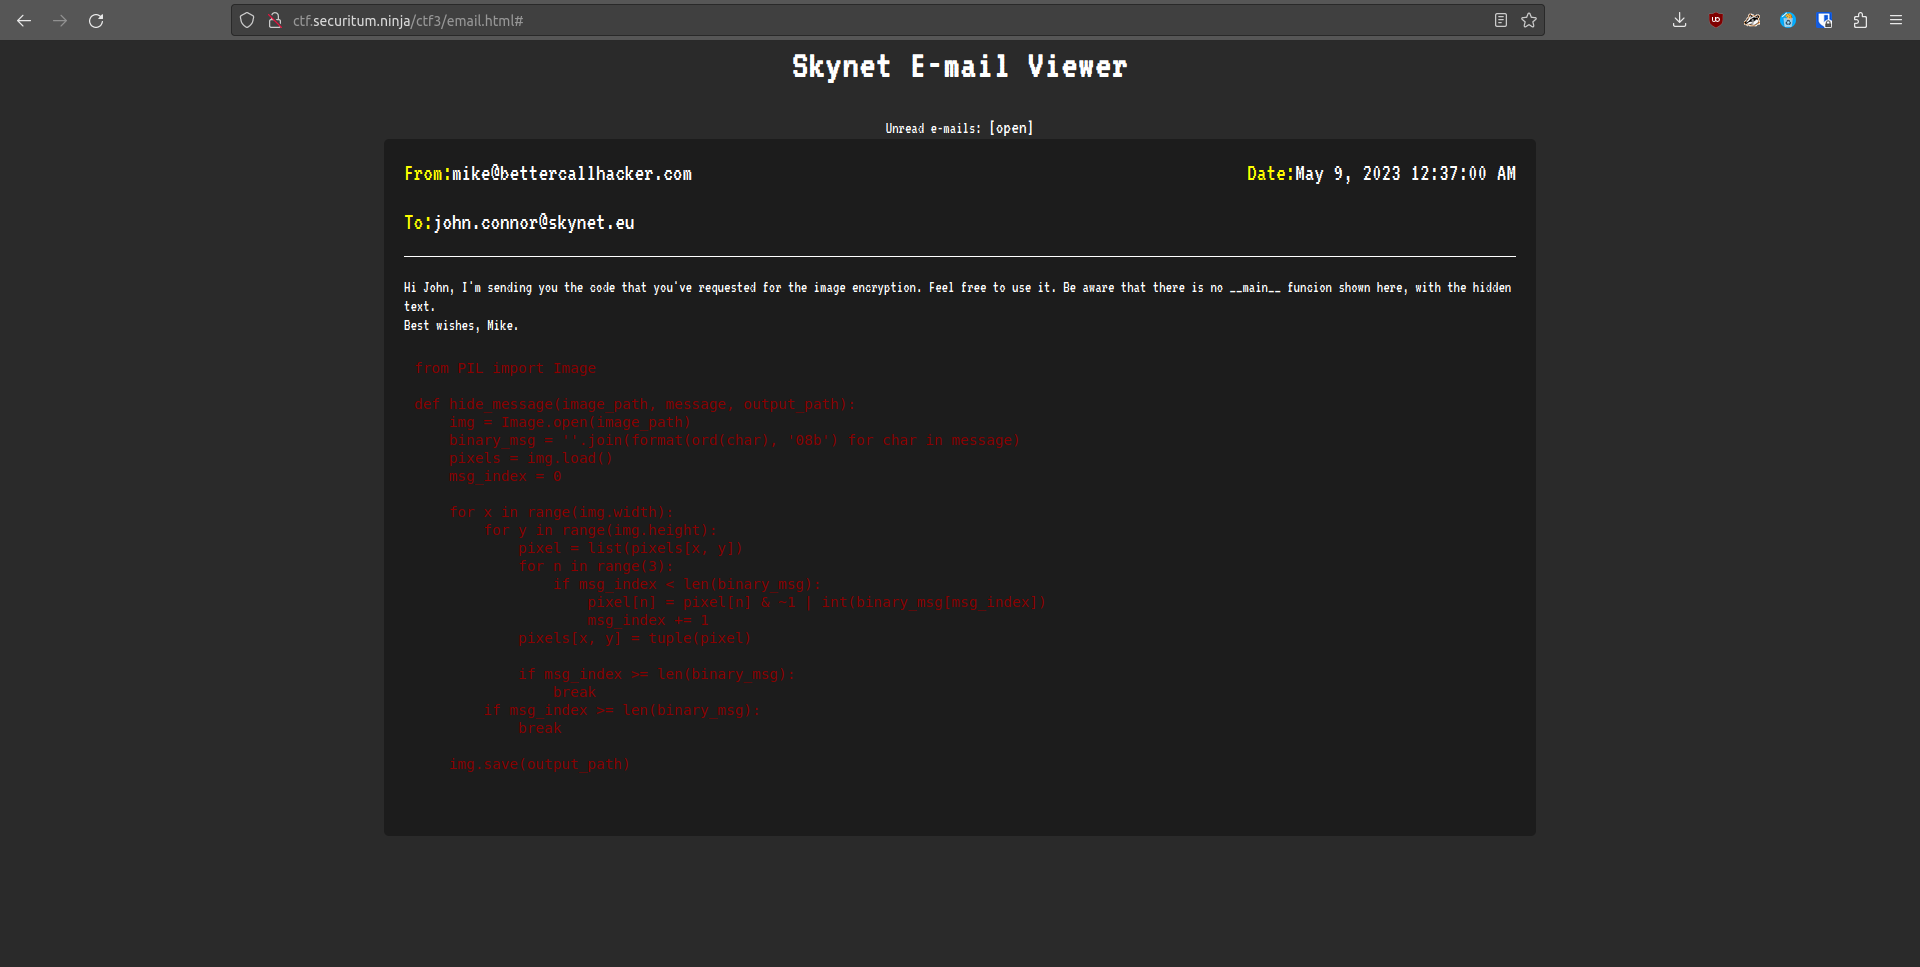 ctf.securitum.ninja/ctf3/email.html#
Skynet E-mail Viewer
Unread e-mails: [open]
From:mike@bettercallhacker.com
Date:May 9, 2023 12:37:00 AM
To:john.connor@skynet.eu
Hi John, I'm sending you the code that you've requested for the image encryption. Feel free to use it. Be aware that there is no __main__ funcion shown here, with the hidden
text.
Best wishes, Mike.
from PIL import Image
def hide_message(image_path, message, output_path):
    img = Image.open(image_path)
    binary_msg = ''.join(format(ord(char), '08b') for char in message)
    pixels = img.load()
    msg_index = 0
    for x in range(img.width):
        for y in range(img.height):
            pixel = list(pixels[x, y])
            for n in range(3):
                if msg_index < len(binary_msg):
                    pixel[n] = pixel[n] & ~1 | int(binary_msg[msg_index])
                    msg_index += 1
            pixels[x, y] = tuple(pixel)
            if msg_index >= len(binary_msg):
                break
        if msg_index >= len(binary_msg):
            break
    img.save(output_path)